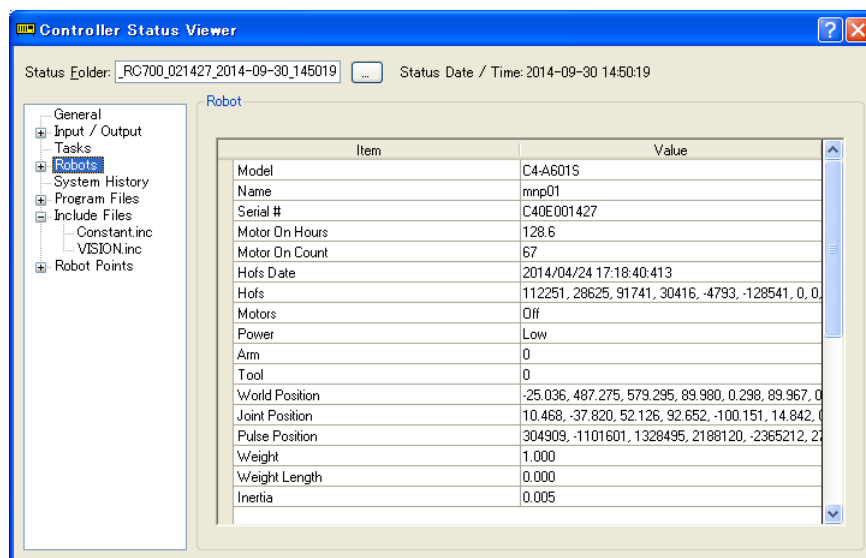 Controller Status Viewer
Status Folder: _RC700_021427_2014-09-30_145019 ... Status Date / Time: 2014-09-30 14:50:19
General
Input / Output
Tasks
Robots
System History
Program Files
Include Files
Constant.inc
VISION.inc
Robot Points
Robot
Item Value
Model C4-A601S
Name mnp01
Serial # C40E001427
Motor On Hours 128.6
Motor On Count 67
Hofs Date 2014/04/24 17:18:40:413
Hofs 112251, 28625, 91741, 30416, -4793, -128541, 0, 0,
Motors Off
Power Low
Arm 0
Tool 0
World Position -25.036, 487.275, 579.295, 89.980, 0.298, 89.967, 0
Joint Position 10.468, -37.820, 52.126, 92.652, -100.151, 14.842,
Pulse Position 304909, -1101601, 1328495, 2188120, -2365212,
Weight 1.000
Weight Length 0.000
Inertia 0.005